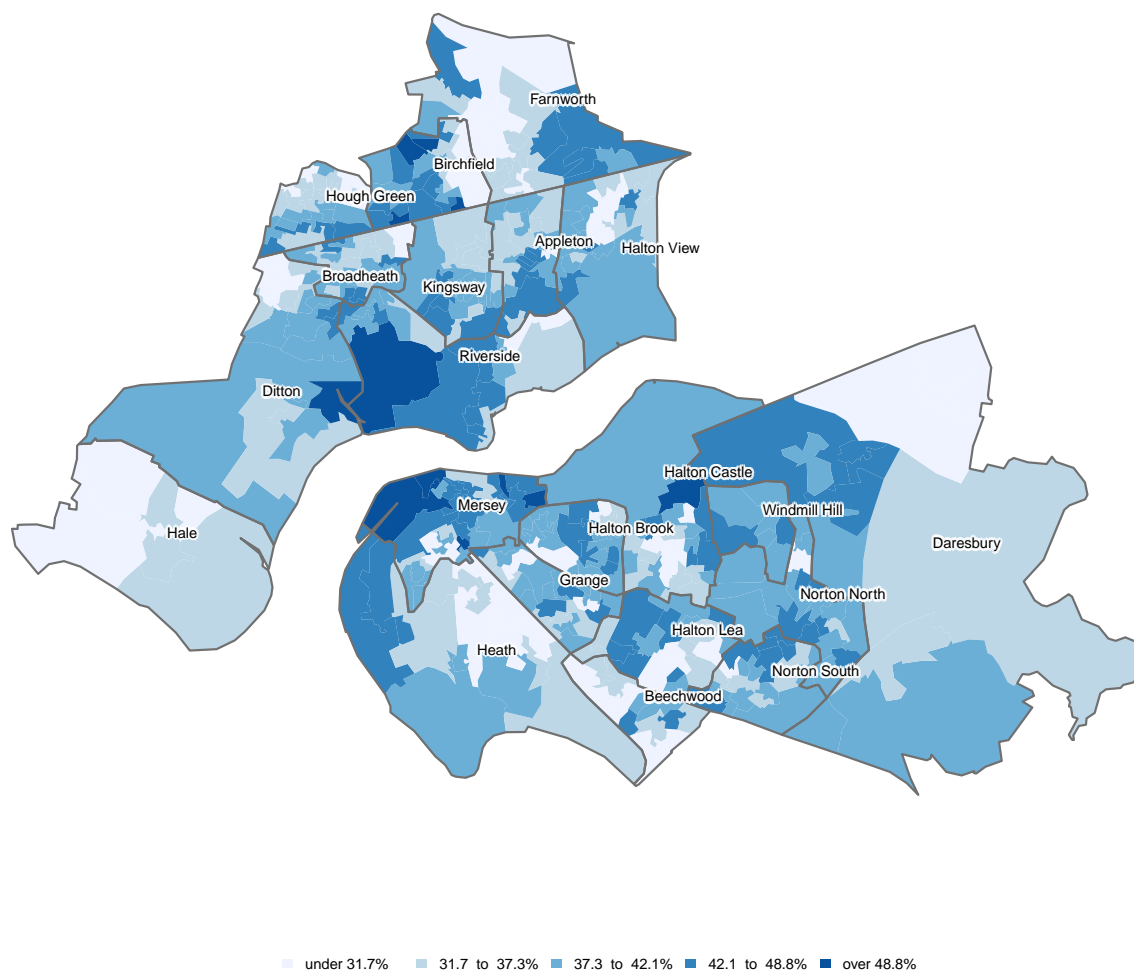 Farnworth
Birchfield
Hough Green
Appleton
Halton View
Broadheath
Kingsway
Riverside
Ditton
Halton Castle
Mersey
Windmill Hill
Halton Brook
Hale
Daresbury
Grange
Norton North
Halton Lea
Heath
Norton South
Beechwood
under 31.7% 31.7 to 37.3% 37.3 to 42.1% 42.1 to 48.8% over 48.8%